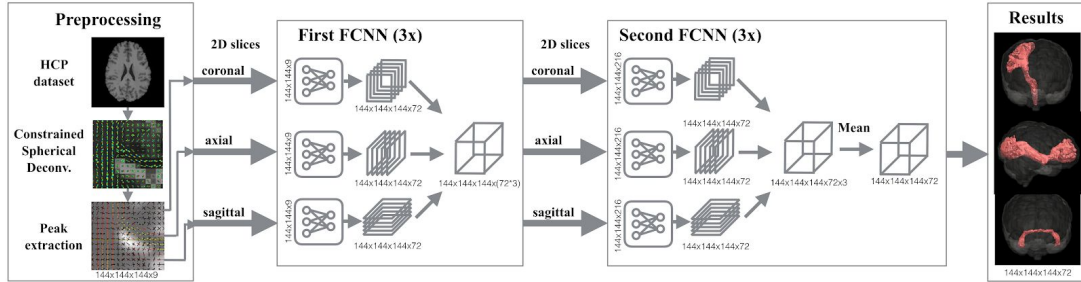 Preprocessing
HCP
dataset
Constrained
Spherical
Deconv.
Peak
extraction
144x144x144x9
2D slices
coronal
axial
sagittal
First FCNN (3x)
144x144x9
144x144x144x72
144x144x9
144x144x144x72
144x144x9
144x144x144x72
144x144x144x(72*3)
2D slices
coronal
axial
sagittal
Second FCNN (3x)
144x144x216
144x144x144x72
144x144x216
144x144x144x72
144x144x216
144x144x144x72
144x144x144x72x3
Mean
144x144x144x72
Results
144x144x144x72